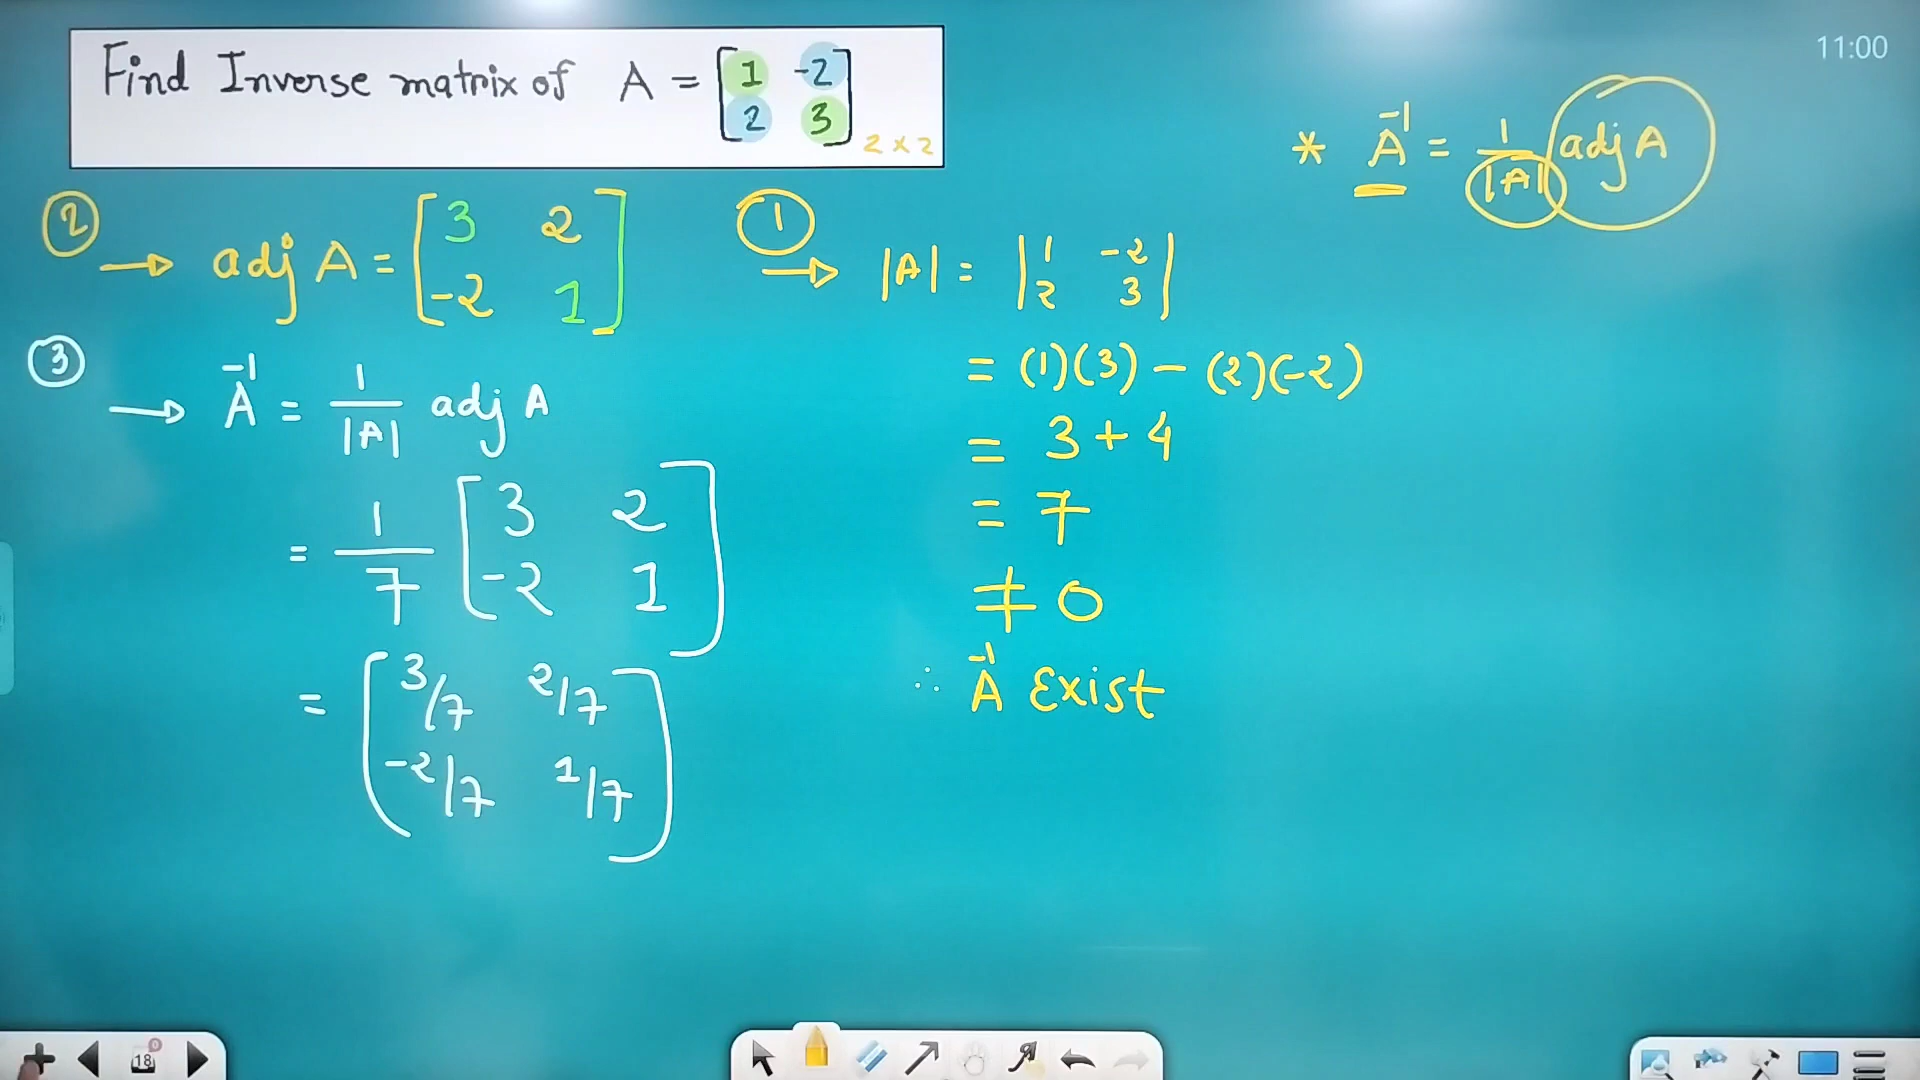 Find Inverse matrix of A = [1 -2
2 3] 2×2
11:00
* A⁻¹ = 1/|A| adj A
② → adj A = [3 2
-2 1]
① → |A| = |1 -2
2 3|
= (1)(3) - (2)(-2)
= 3 + 4
= 7
≠ 0
∴ A⁻¹ Exist
③ → A⁻¹ = 1/|A| adj A
= 1/7 [3 2
-2 1]
= [3/7 2/7
-2/7 1/7]
18
0